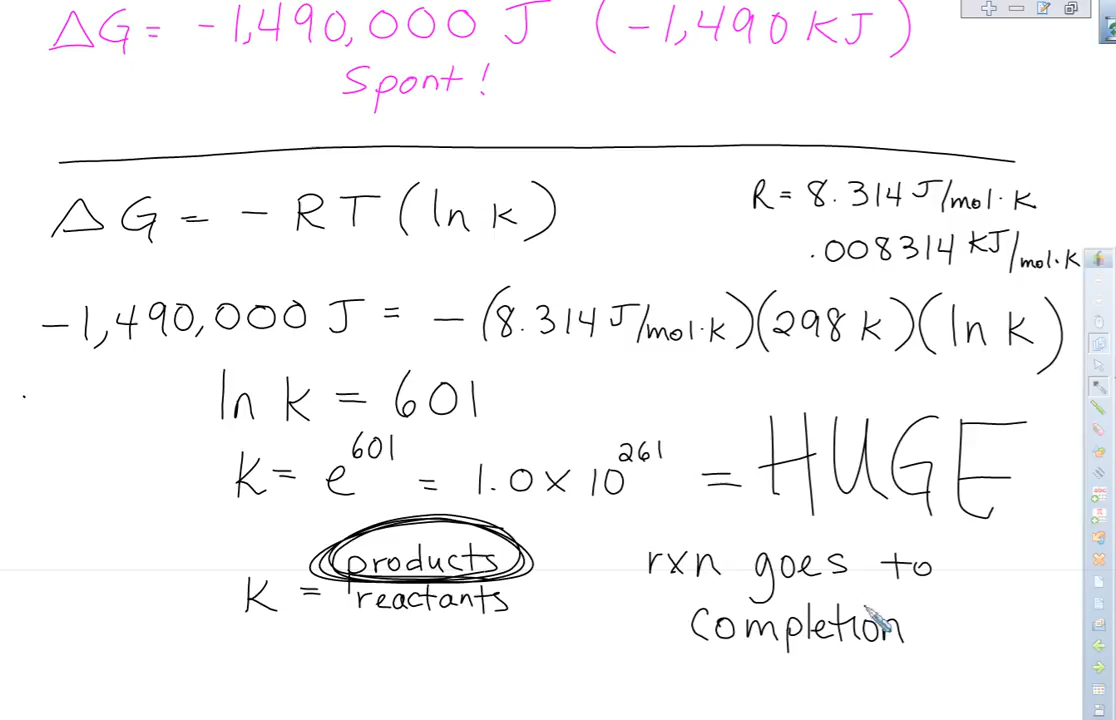 ΔG = -1,490,000 J (-1,490 KJ)
Spont!
ΔG = -RT(ln K)
R = 8.314 J/mol·K
.008314 KJ/mol·K
-1,490,000 J = -(8.314 J/mol·K)(298 K)(ln K)
ln K = 601
K = e^601 = 1.0 x 10^261 = HUGE
K = products/reactants
rxn goes to
completion